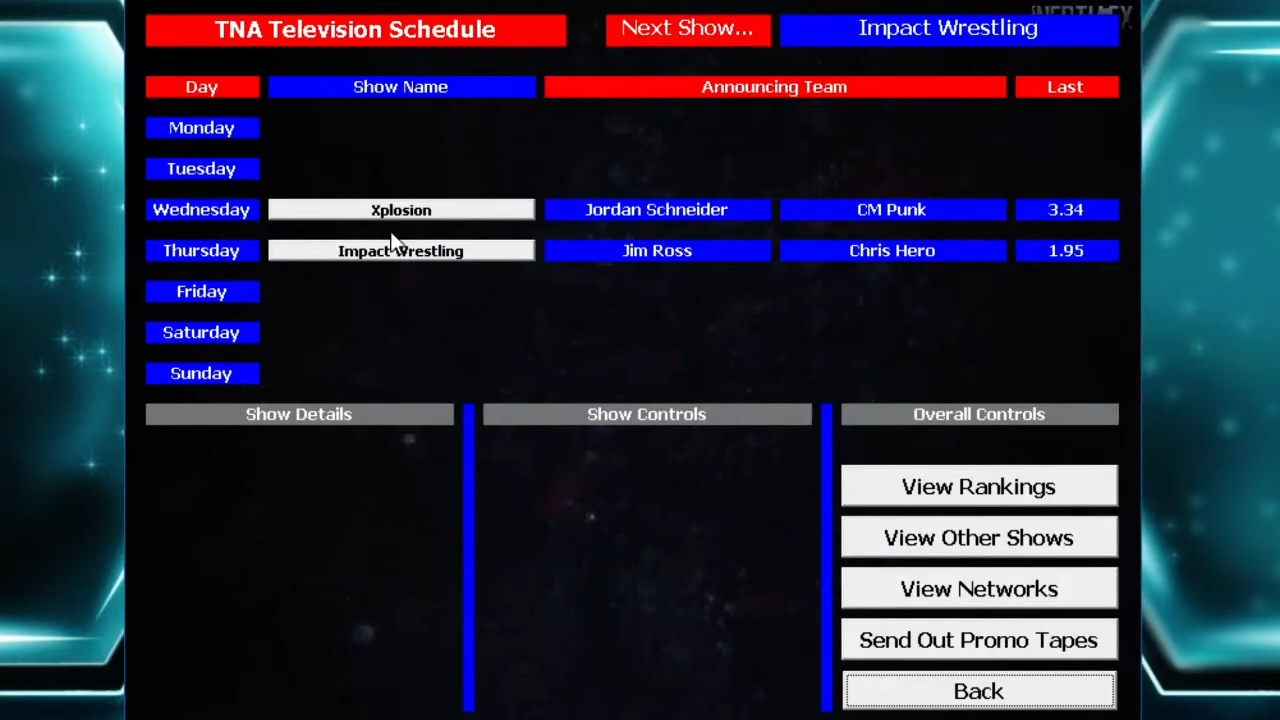 TNA Television Schedule Next Show... Impact Wrestling
Day Show Name Announcing Team Last
Monday
Tuesday
Wednesday Xplosion Jordan Schneider CM Punk 3.34
Thursday Impact Wrestling Jim Ross Chris Hero 1.95
Friday
Saturday
Sunday
Show Details Show Controls Overall Controls
View Rankings
View Other Shows
View Networks
Send Out Promo Tapes
Back